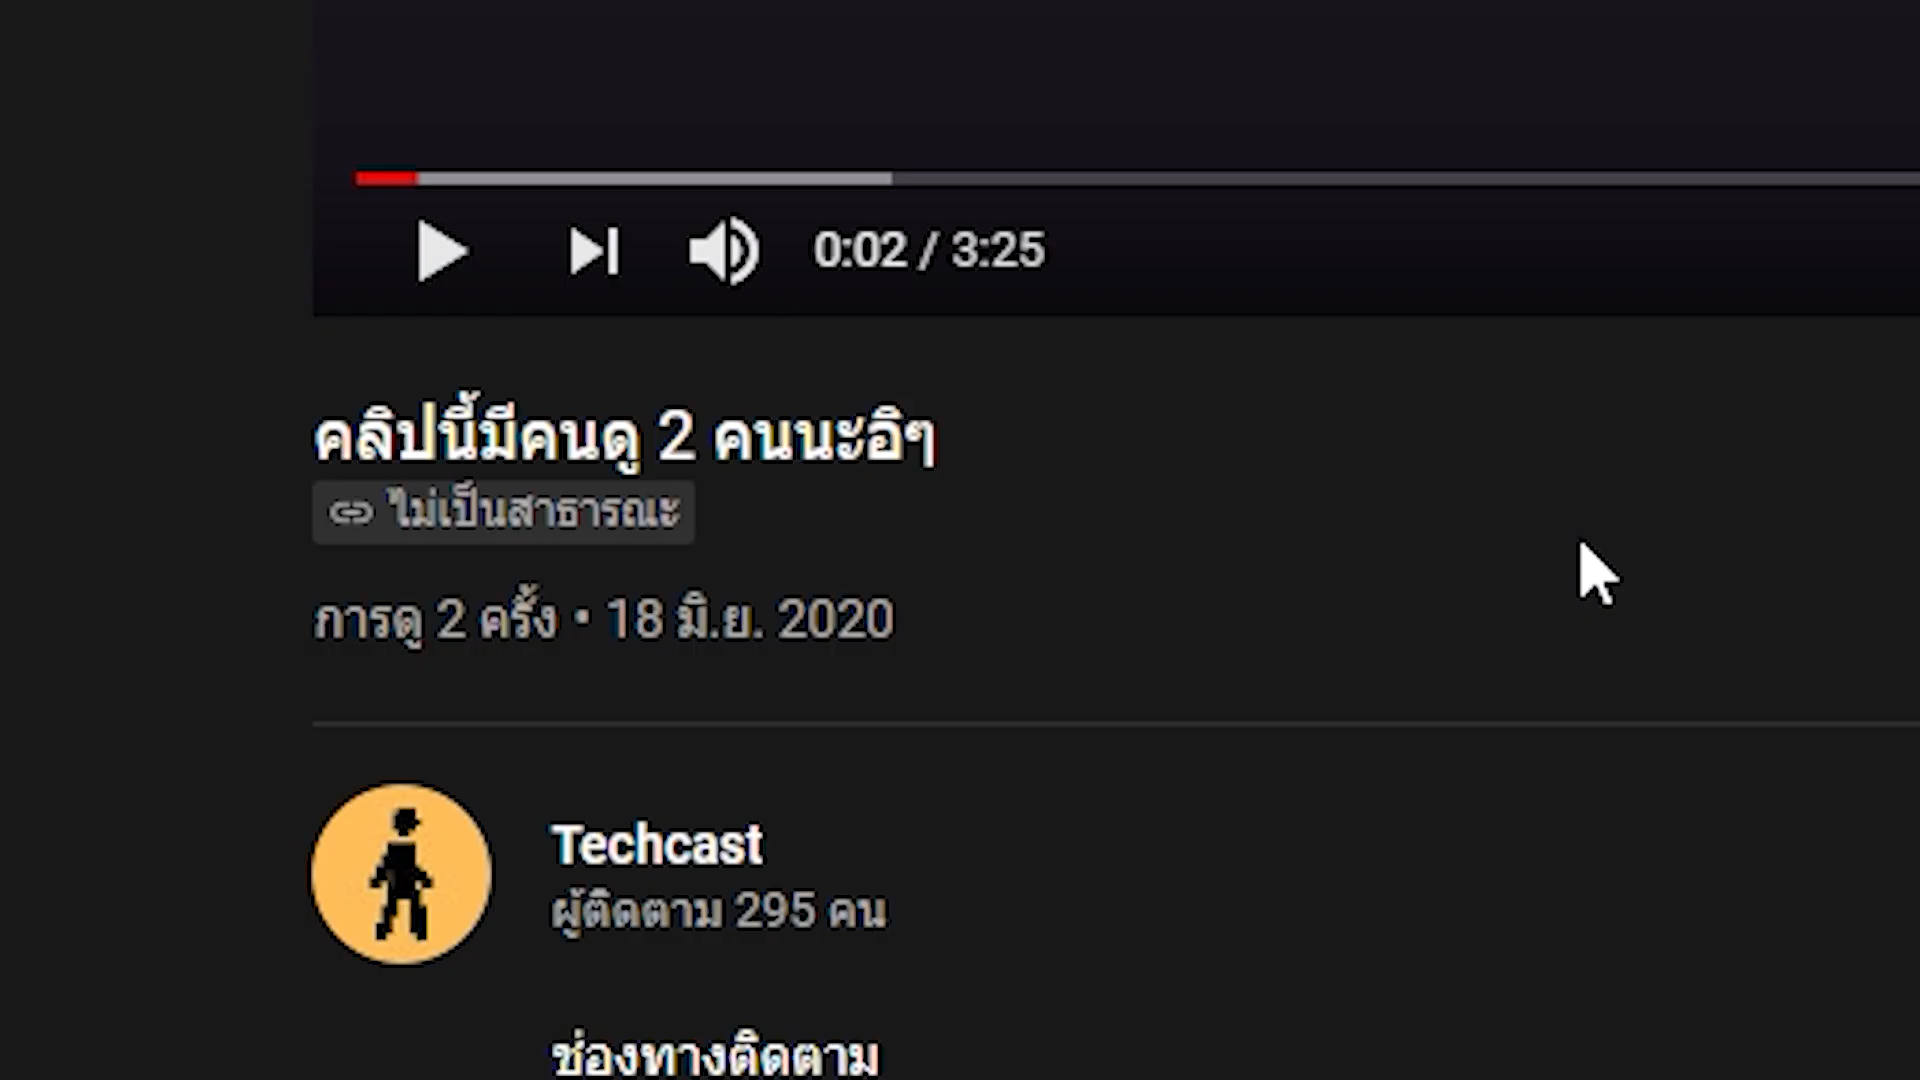 0:02 / 3:25
คลิปนี้มีคนดู 2 คนนะอิๆ
ไม่เป็นสาธารณะ
การดู 2 ครั้ง • 18 มิ.ย. 2020
Techcast
ผู้ติดตาม 295 คน
ช่องทางติดตาม